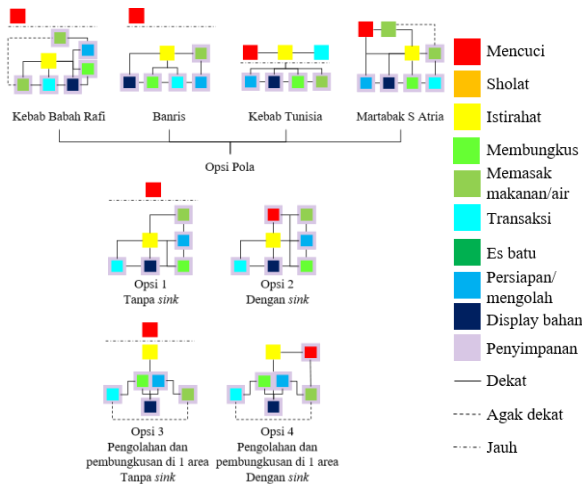 Kebab Babah Rafi
Banris
Kebab Tunisia
Martabak S Atria
Opsi Pola
Opsi 1
Tanpa sink
Opsi 2
Dengan sink
Opsi 3
Pengolahan dan
pembungkusan di 1 area
Tanpa sink
Opsi 4
Pengolahan dan
pembungkusan di 1 area
Dengan sink
Mencuci
Sholat
Istirahat
Membungkus
Memasak
makanan/air
Transaksi
Es batu
Persiapan/
mengolah
Display bahan
Penyimpanan
Dekat
Agak dekat
Jauh